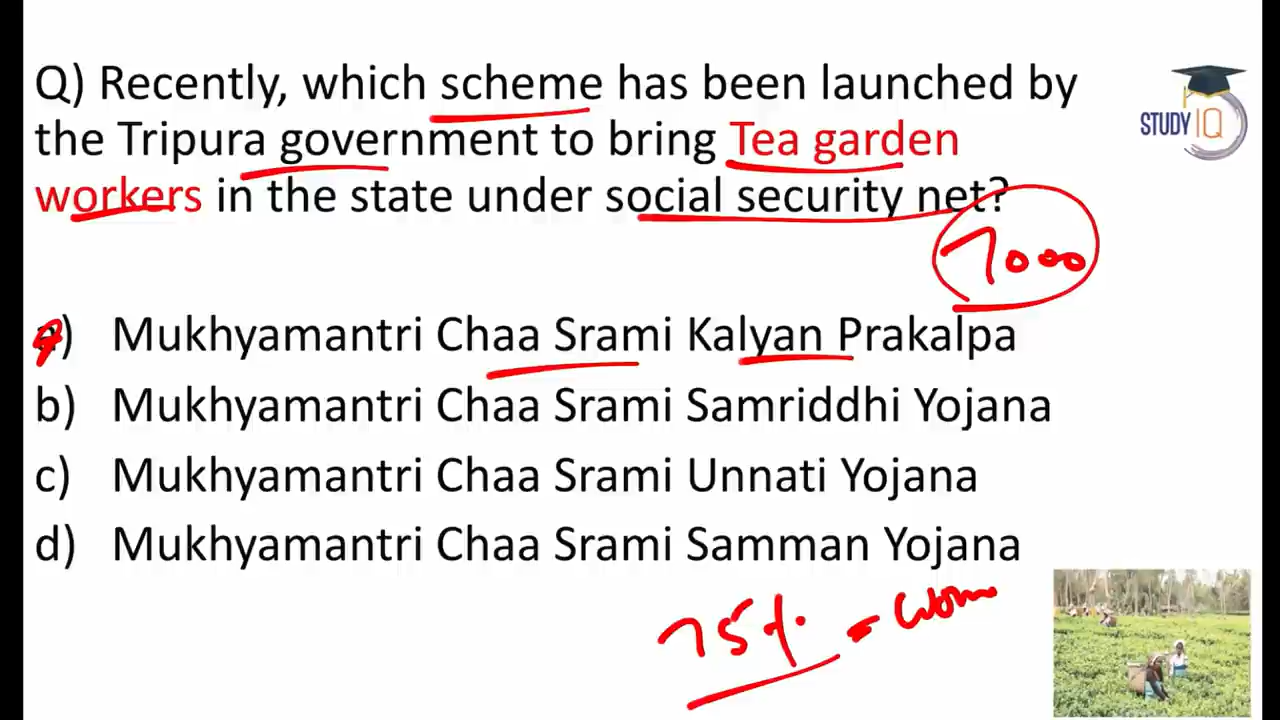 Q) Recently, which scheme has been launched by
the Tripura government to bring Tea garden
workers in the state under social security net?
STUDY IQ
7000
a) Mukhyamantri Chaa Srami Kalyan Prakalpa
b) Mukhyamantri Chaa Srami Samriddhi Yojana
c) Mukhyamantri Chaa Srami Unnati Yojana
d) Mukhyamantri Chaa Srami Samman Yojana
75% = wom